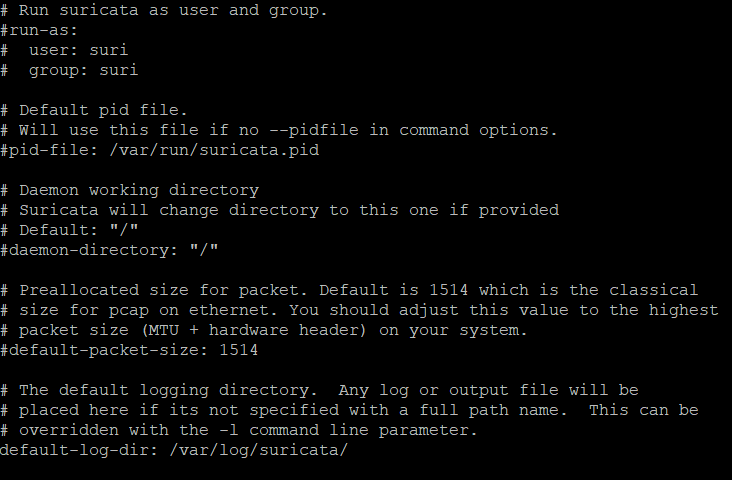 # Run suricata as user and group.
#run-as:
#  user: suri
#  group: suri
# Default pid file.
# Will use this file if no --pidfile in command options.
#pid-file: /var/run/suricata.pid
# Daemon working directory
# Suricata will change directory to this one if provided
# Default: "/"
#daemon-directory: "/"
# Preallocated size for packet. Default is 1514 which is the classical
# size for pcap on ethernet. You should adjust this value to the highest
# packet size (MTU + hardware header) on your system.
#default-packet-size: 1514
# The default logging directory.  Any log or output file will be
# placed here if its not specified with a full path name.  This can be
# overridden with the -l command line parameter.
default-log-dir: /var/log/suricata/